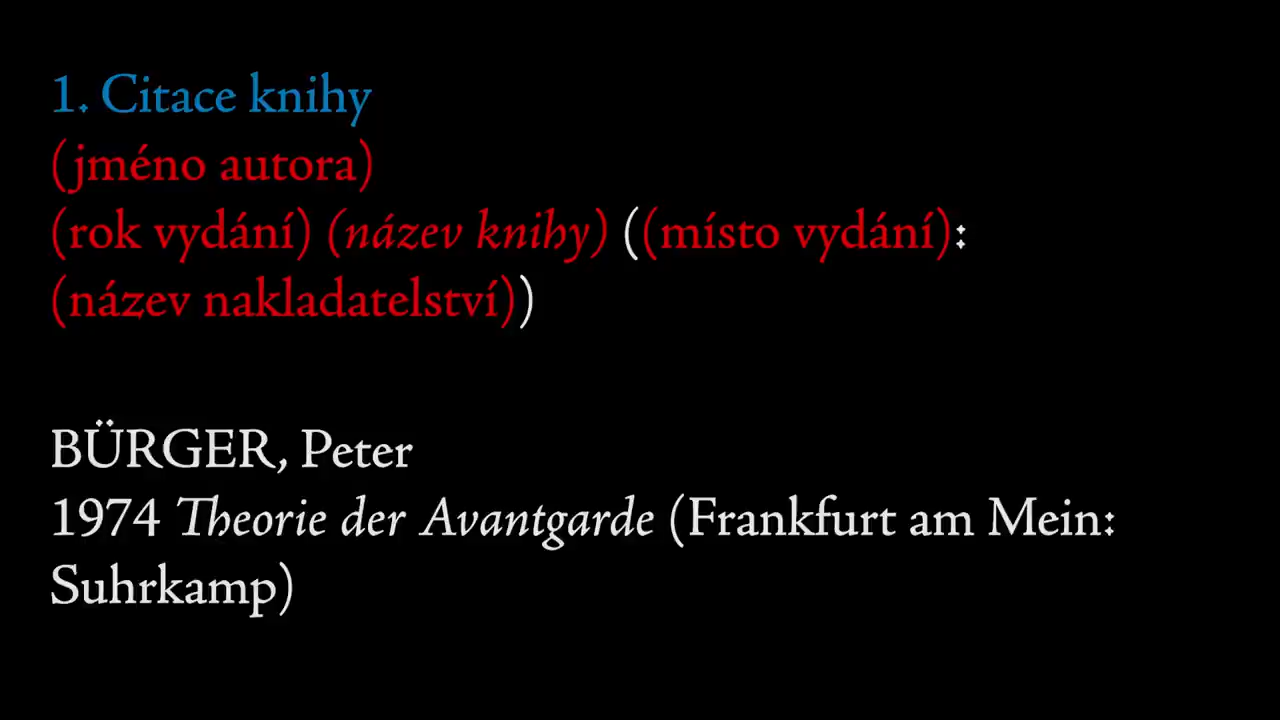 1. Citace knihy
(jméno autora)
(rok vydání) (název knihy) ((místo vydání):
(název nakladatelství))
BÜRGER, Peter
1974 Theorie der Avantgarde (Frankfurt am Mein:
Suhrkamp)